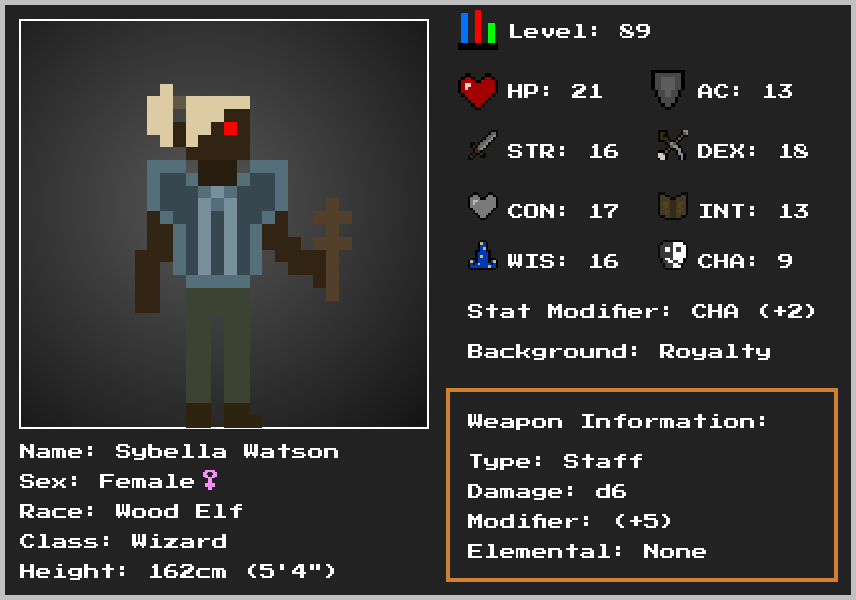 Level: 89
HP: 21
AC: 13
STR: 16
DEX: 18
CON: 17
INT: 13
WIS: 16
CHA: 9
Stat Modifier: CHA (+2)
Background: Royalty
Weapon Information:
Type: Staff
Damage: d6
Modifier: (+5)
Elemental: None
Name: Sybella Watson
Sex: Female♀
Race: Wood Elf
Class: Wizard
Height: 162cm (5'4")